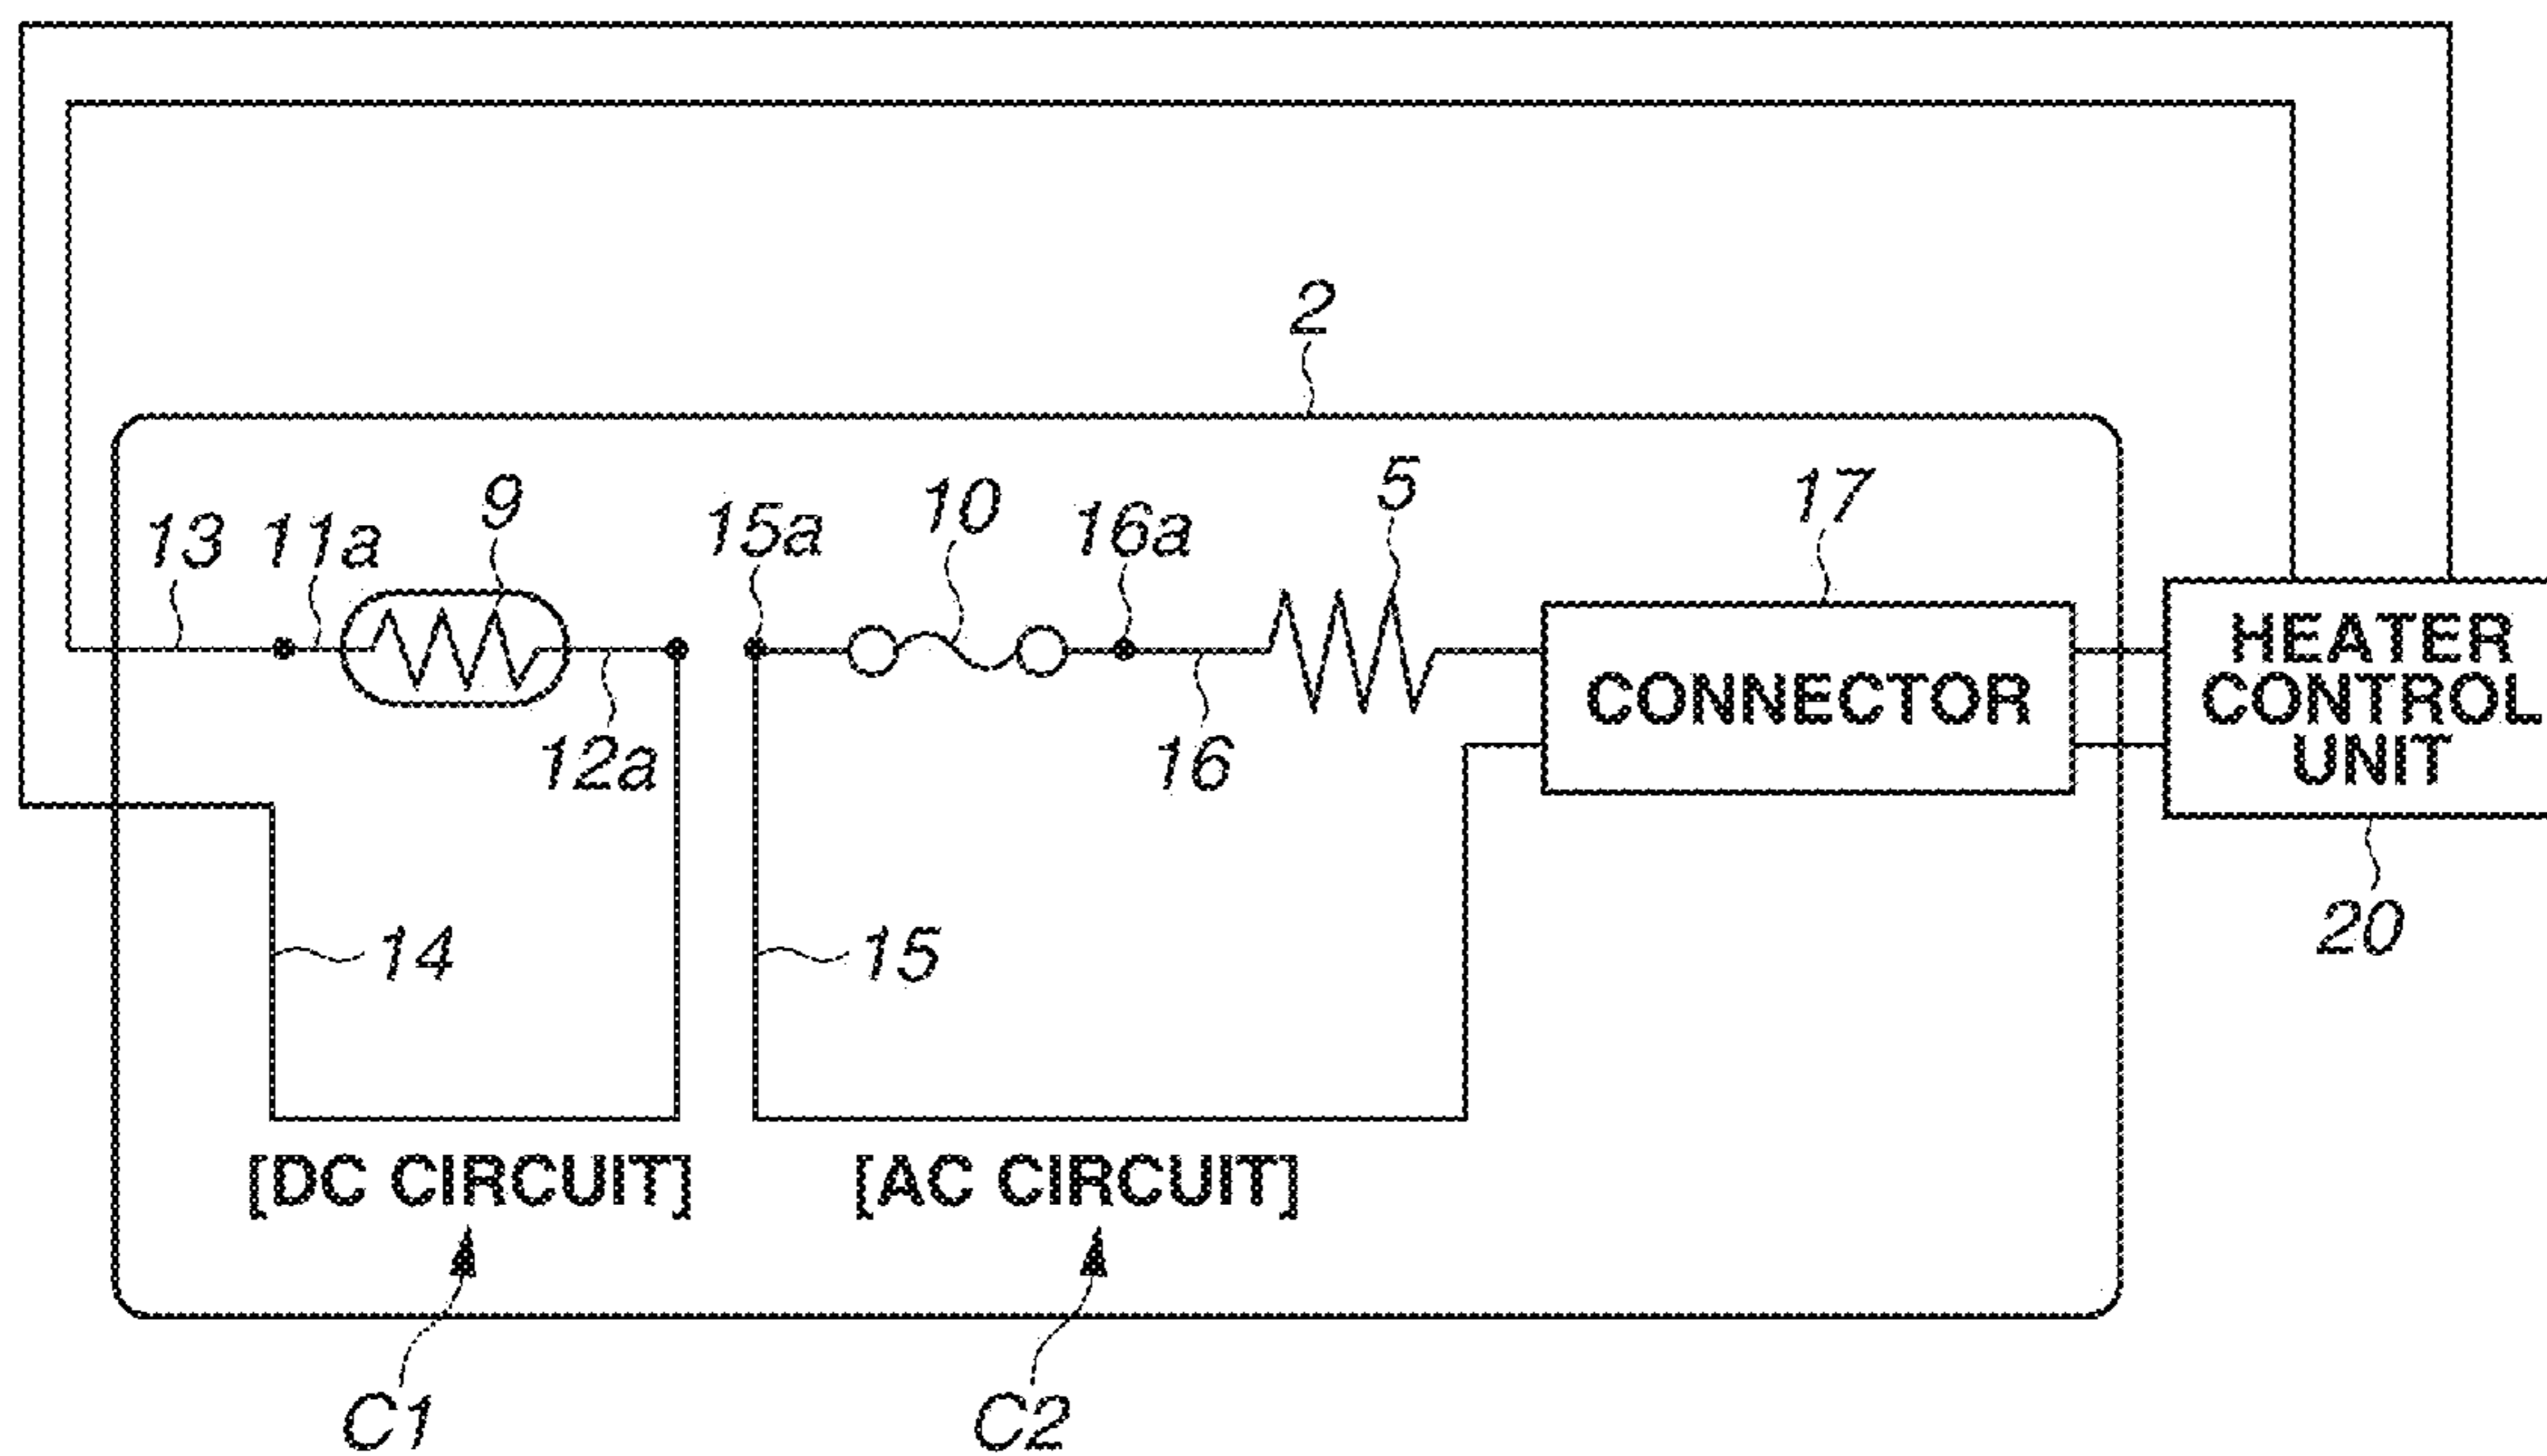 2
13
11a
9
15a
10
16a
5
17
HEATER
CONTROL
UNIT
CONNECTOR
12a
16
14
15
20
[DC CIRCUIT]
[AC CIRCUIT]
C1
C2